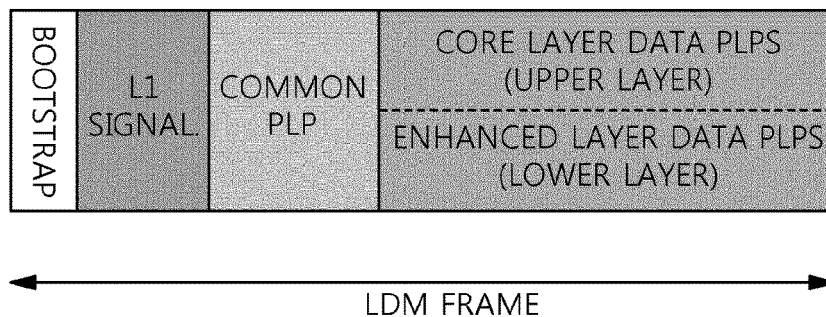 BOOTSTRAP
L1
SIGNAL.
COMMON
PLP
CORE LAYER DATA PLPS
(UPPER LAYER)
ENHANCED LAYER DATA PLPS
(LOWER LAYER)
LDM FRAME